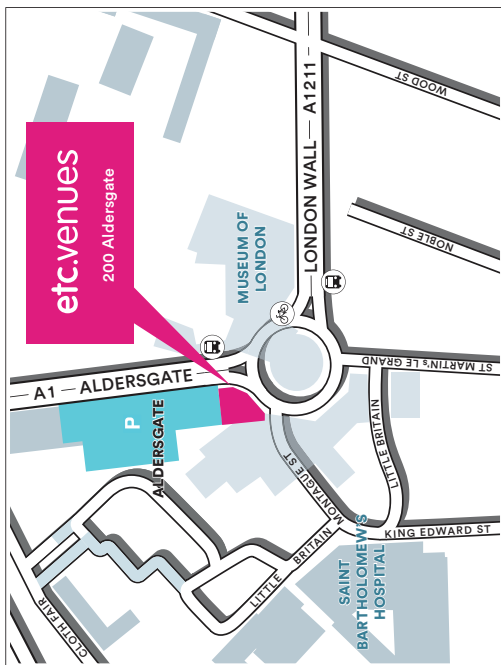 WOOD ST
LONDON WALL — A1211
etc.venues
200 Aldersgate
NOBLE ST
MUSEUM OF
LONDON
A1 — ALDERSGATE
ST MARTIN'S LE GRAND
P
ALDERSGATE
LITTLE BRITAIN
MONTAGUE ST
KING EDWARD ST
LITTLE BRITAIN
SAINT
BARTHOLOMEW'S
HOSPITAL
CLOTH FAIR